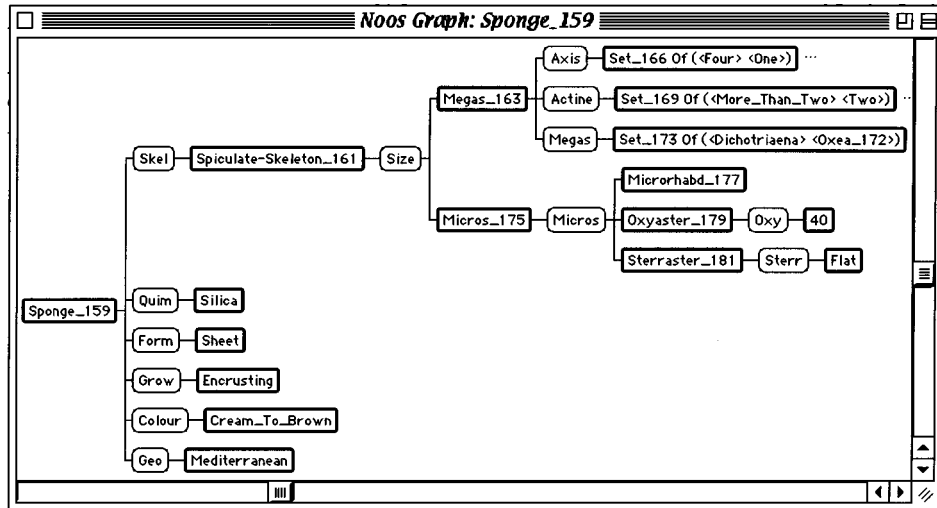 Noos Graph: Sponge_159
Axis Set_166 Of (<Four> <One>) ...
Megas_163 Actine Set_169 Of (<More_Than_Two> <Two>) ..
Megas Set_173 Of (<Dichotriaena> <Oxea_172>)
Skel Spiculate-Skeleton_161 Size
Microrhabd_177
Micros_175 Micros Oxyaster_179 Oxy 40
Sterraster_181 Sterr Flat
Quim Silica
Sponge_159
Form Sheet
Grow Encrusting
Colour Cream_To_Brown
Geo Mediterranean